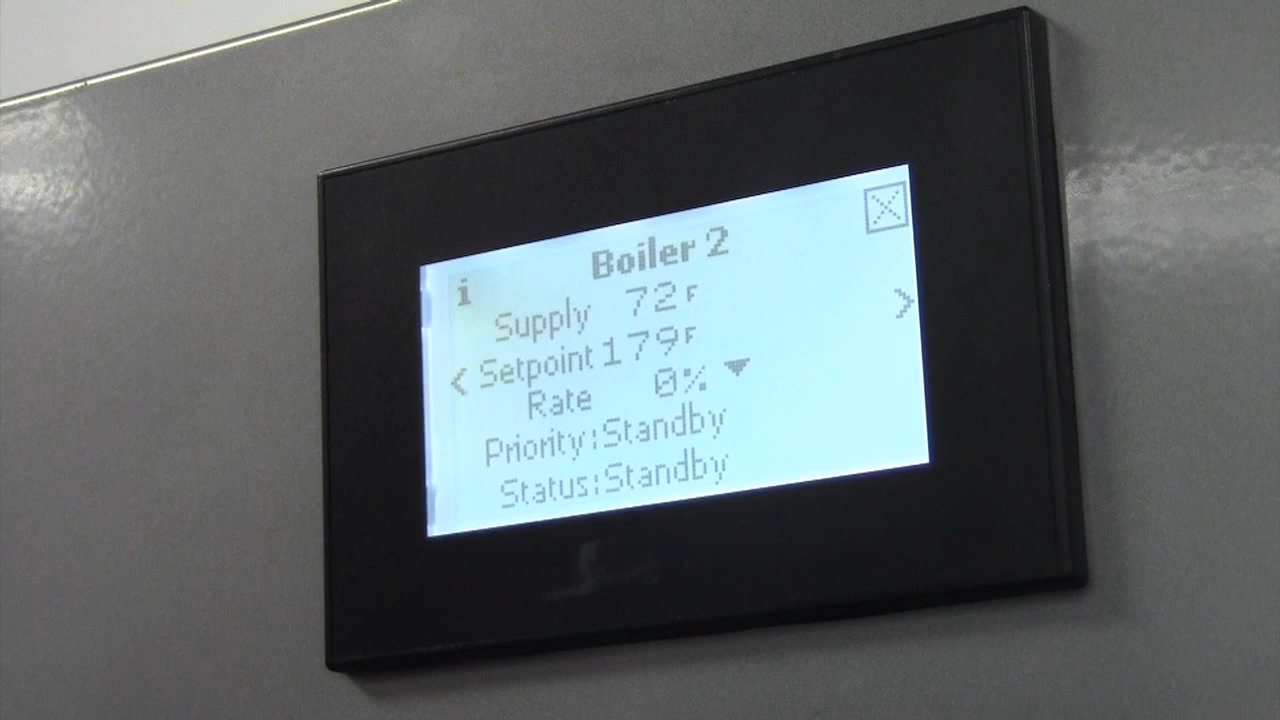 Boiler 2
i
Supply 72F
Setpoint 179F
Rate 0%
Priority:Standby
Status:Standby